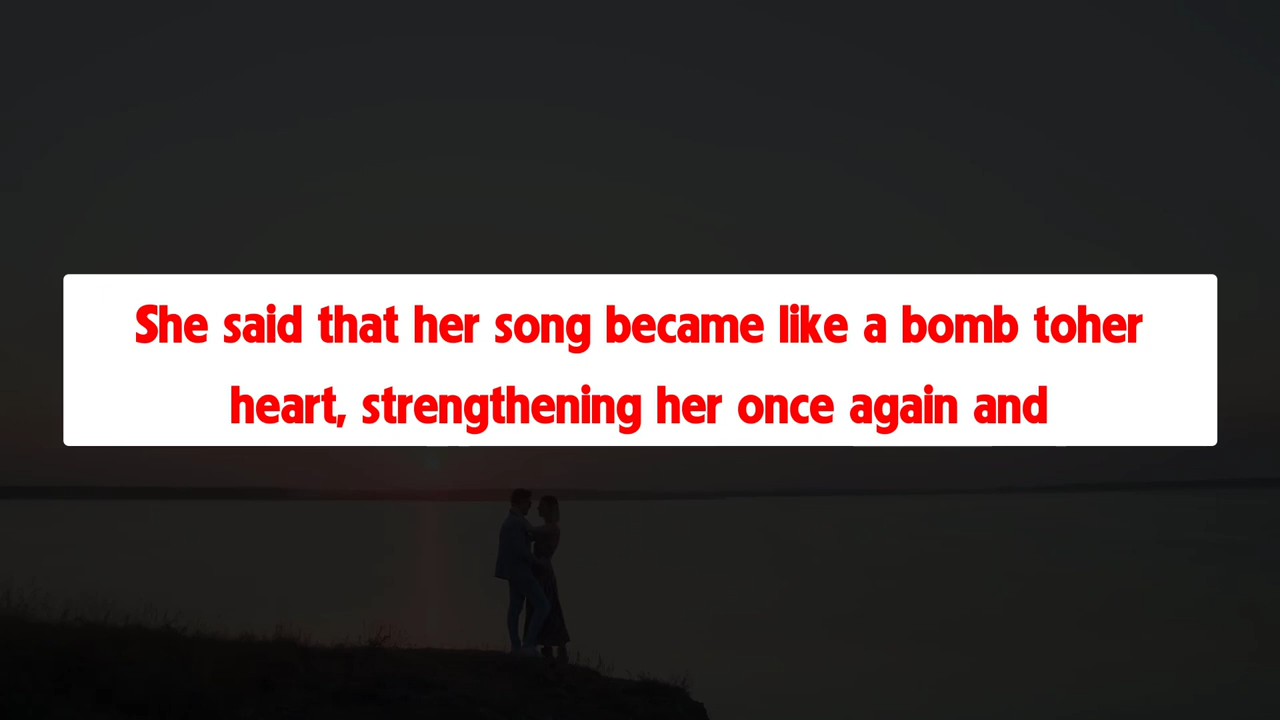 She said that her song became like a bomb toher
heart, strengthening her once again and